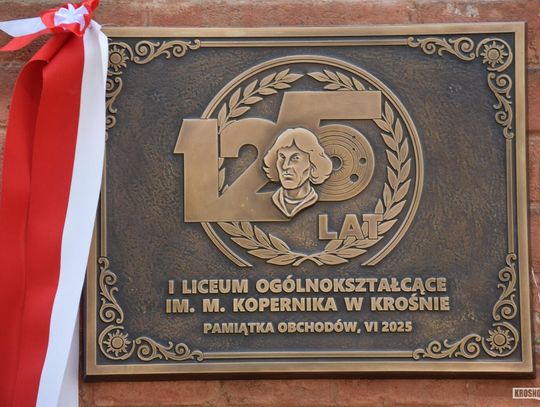 125
LAT
I LICEUM OGÓLNOKSZTAŁCĄCE
IM. M. KOPERNIKA W KROŚNIE
PAMIĄTKA OBCHODÓW, VI 2025